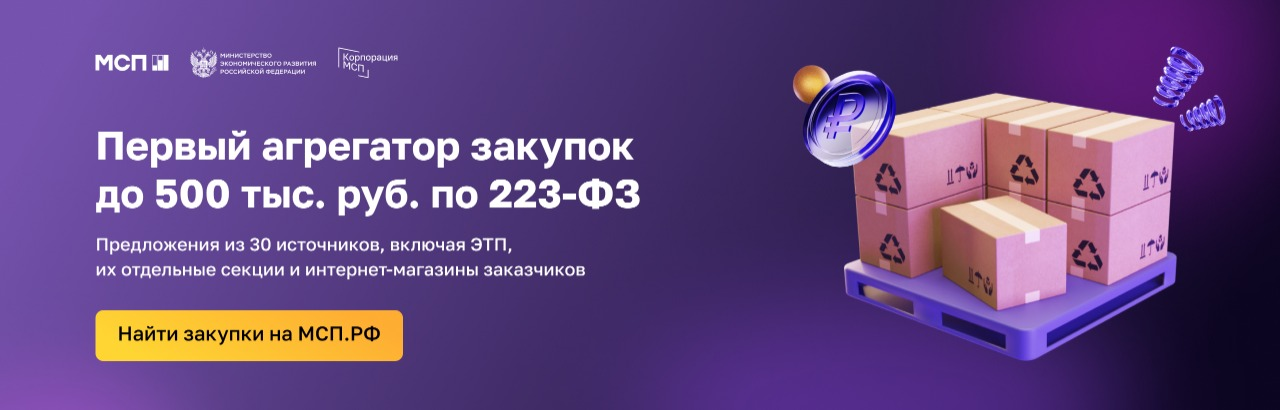 МСП
МИНИСТЕРСТВО
ЭКОНОМИЧЕСКОГО РАЗВИТИЯ
РОССИЙСКОЙ ФЕДЕРАЦИИ
Корпорация
МСП
Первый агрегатор закупок
до 500 тыс. руб. по 223-ФЗ
Предложения из 30 источников, включая ЭТП,
их отдельные секции и интернет-магазины заказчиков
Найти закупки на МСП.РФ